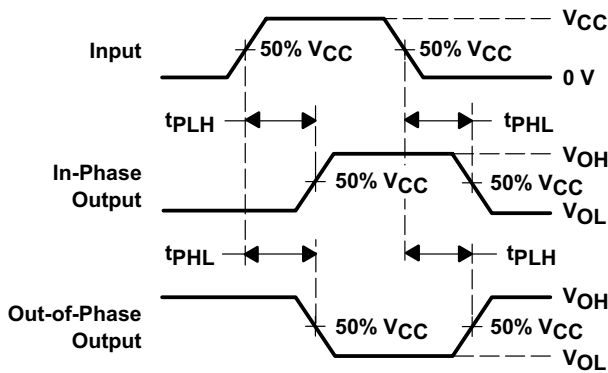 VCC
Input
50% VCC
50% VCC
0 V
tPLH
tPHL
VOH
In-Phase
Output
50% VCC
50% VCC
VOL
tPHL
tPLH
VOH
Out-of-Phase
Output
50% VCC
50% VCC
VOL